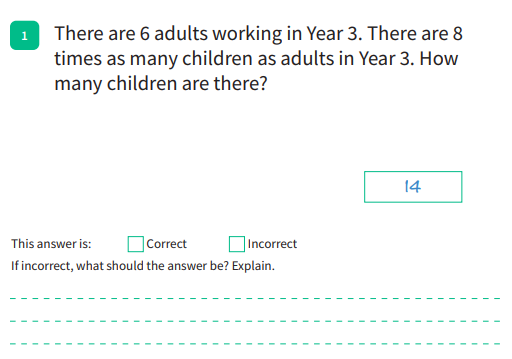 1 There are 6 adults working in Year 3. There are 8
times as many children as adults in Year 3. How
many children are there?
14
This answer is: Correct Incorrect
If incorrect, what should the answer be? Explain.